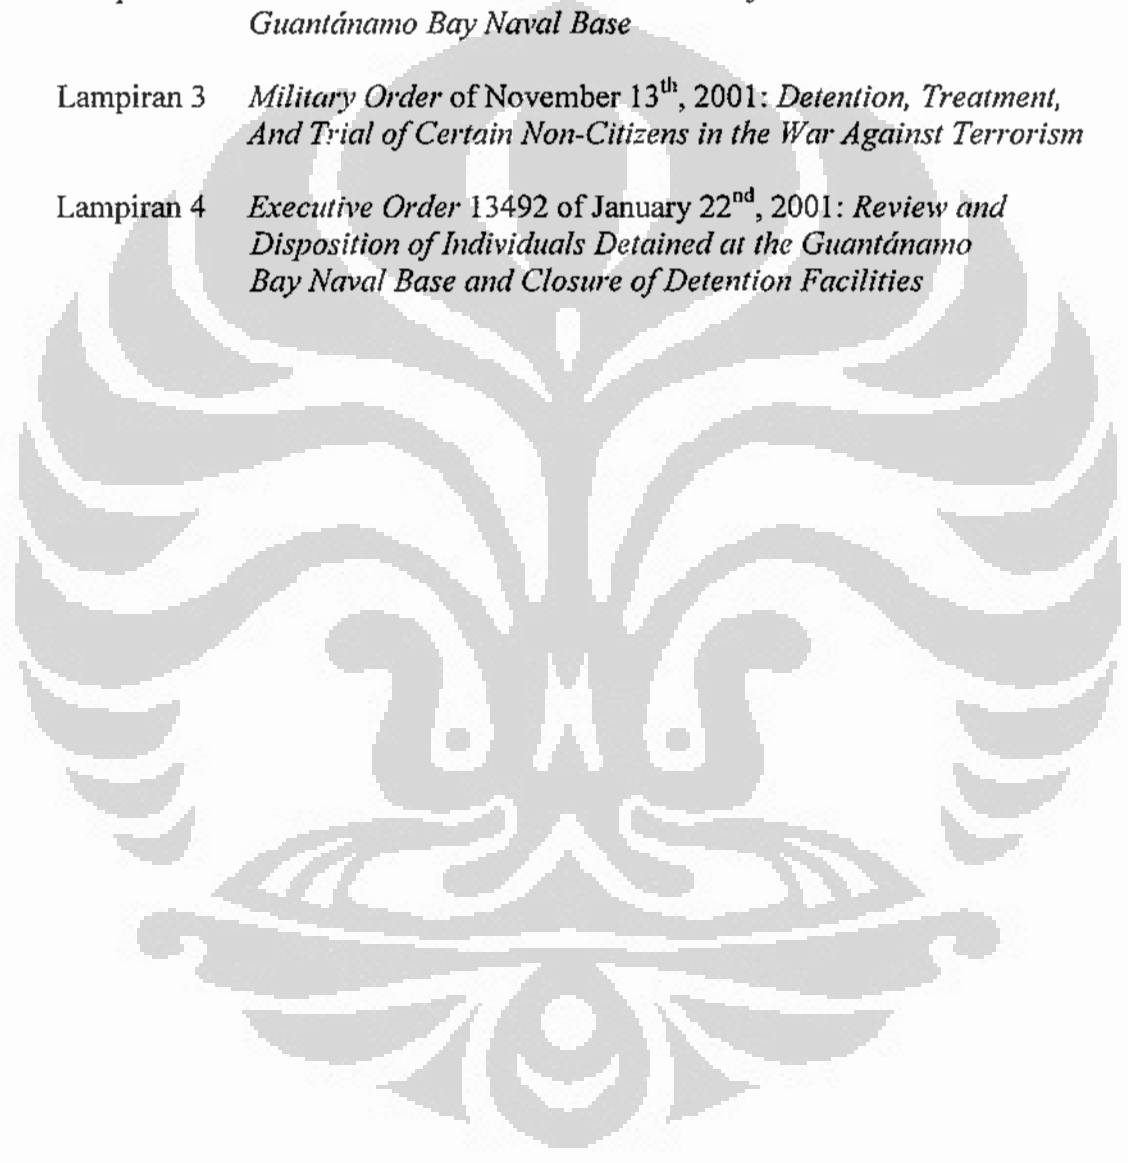 Guantánamo Bay Naval Base
Lampiran 3 Military Order of November 13th, 2001: Detention, Treatment,
And Trial of Certain Non-Citizens in the War Against Terrorism
Lampiran 4 Executive Order 13492 of January 22nd, 2001: Review and
Disposition of Individuals Detained at the Guantánamo
Bay Naval Base and Closure of Detention Facilities